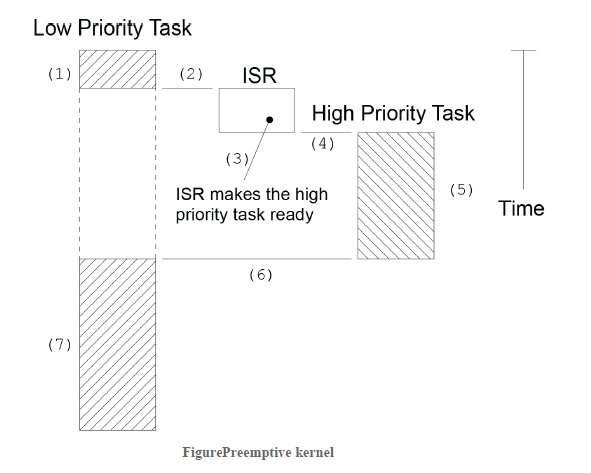 Low Priority Task
(1)
(2)
ISR
High Priority Task
(3)
(4)
ISR makes the high
priority task ready
(5)
Time
(6)
(7)
FigurePreemptive kernel